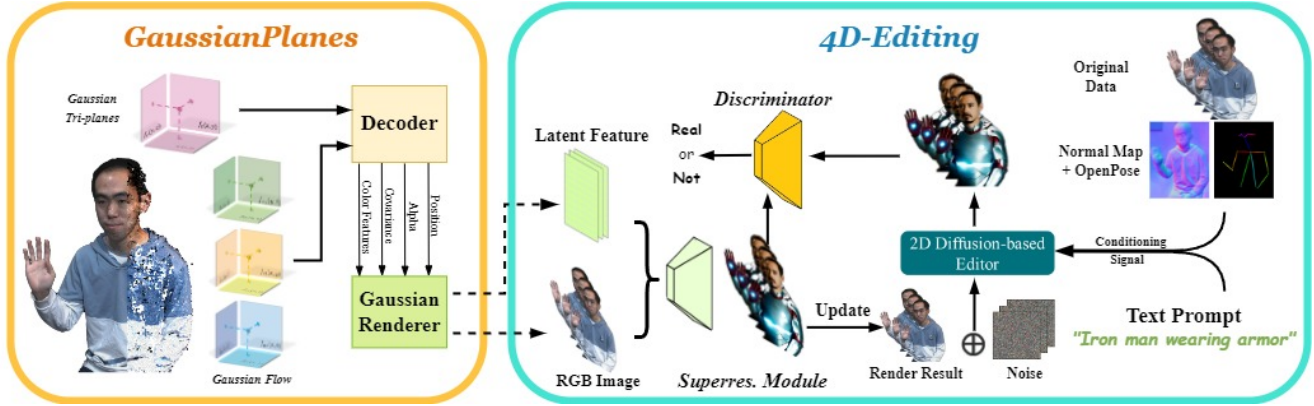 GaussianPlanes
Gaussian
Tri-planes
Decoder
Color Features
Covariance
Alpha
Position
Gaussian
Renderer
Gaussian Flow
4D-Editing
Latent Feature
RGB Image
Discriminator
Real
or
Not
Superres. Module
Update
Render Result
Noise
2D Diffusion-based
Editor
Original
Data
Normal Map
+ OpenPose
Conditioning
Signal
Text Prompt
"Iron man wearing armor"